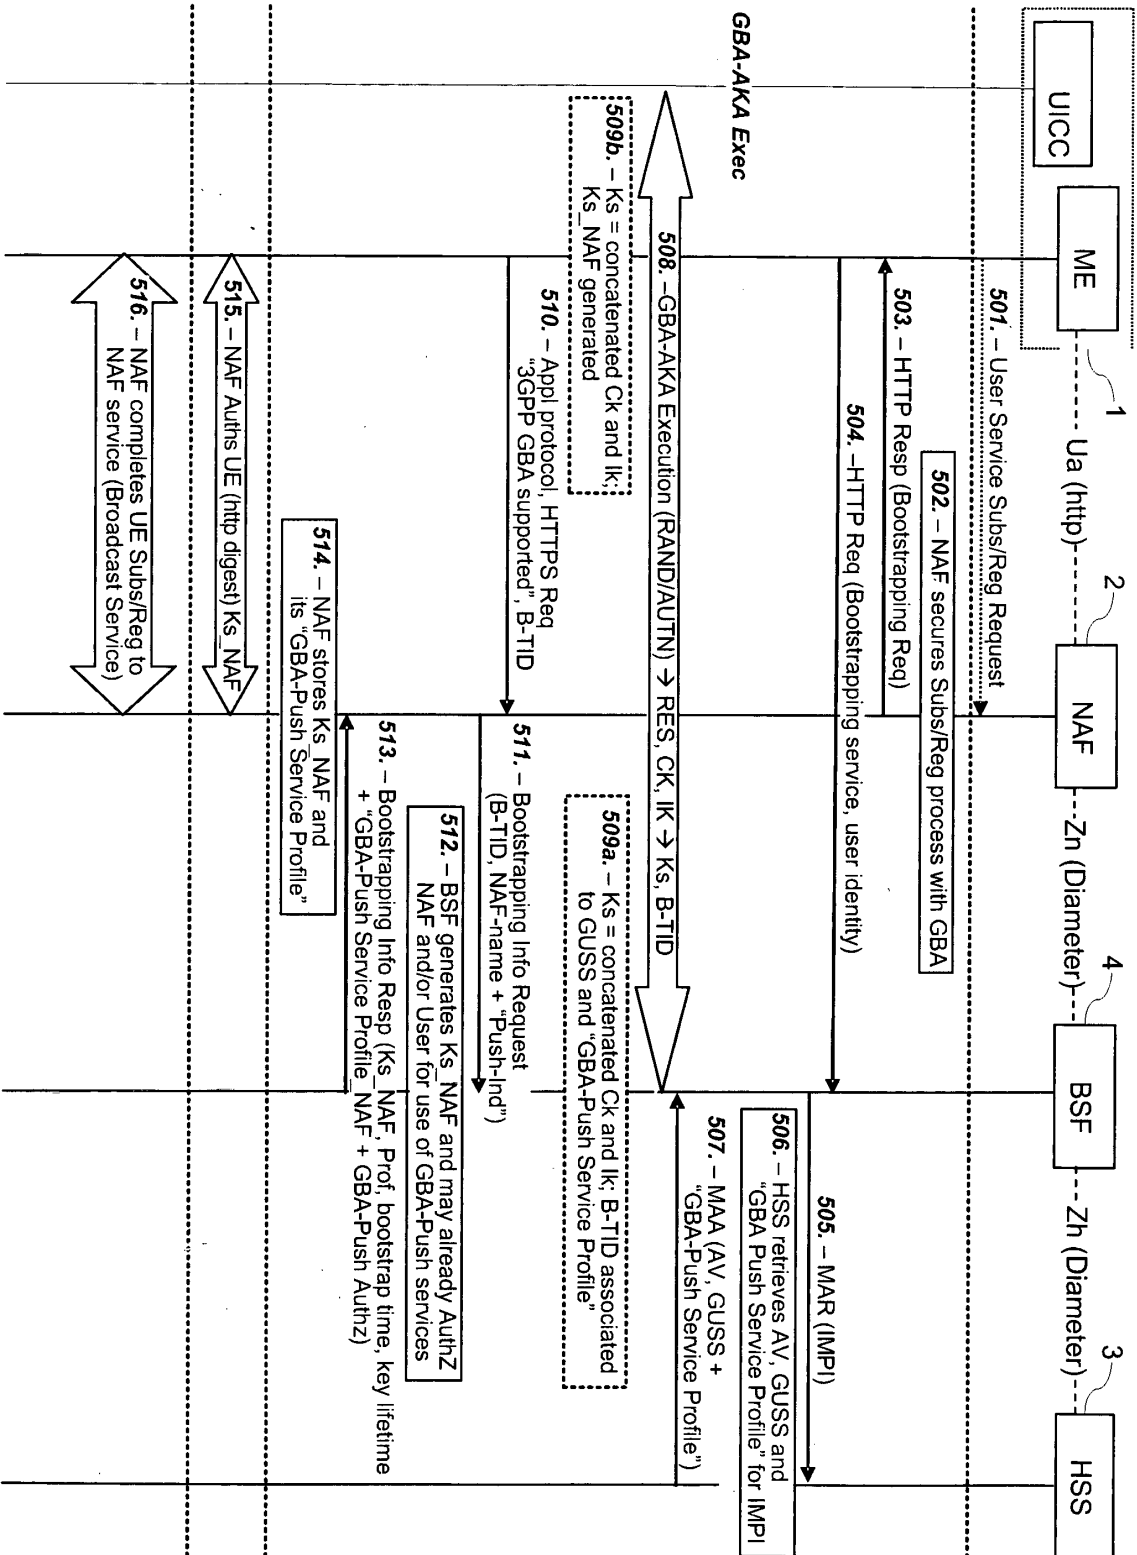 1
2
4
3
UICC
ME
Ua (http)
NAF
Zn (Diameter)
BSF
Zh (Diameter)
HSS
501. – User Service Subs/Reg Request
502. – NAF secures Subs/Reg process with GBA
503. – HTTP Resp (Bootstrapping Req)
504. –HTTP Req (Bootstrapping service, user identity)
505. – MAR (IMPI)
506. – HSS retrieves AV, GUSS and
“GBA Push Service Profile” for IMPI
507. – MAA (AV, GUSS +
“GBA-Push Service Profile”)
GBA-AKA Exec
508. –GBA-AKA Execution (RAND/AUTN) → RES, CK, IK → Ks, B-TID
509b. – Ks = concatenated Ck and Ik;
Ks_NAF generated
509a. – Ks = concatenated Ck and Ik; B-TID associated
to GUSS and “GBA-Push Service Profile”
510. – Appl protocol, HTTPS Req
“3GPP GBA supported”, B-TID
511. – Bootstrapping Info Request
(B-TID, NAF-name + “Push-Ind”)
512. – BSF generates Ks_NAF and may already AuthZ
NAF and/or User for use of GBA-Push services
513. – Bootstrapping Info Resp (Ks_NAF, Prof, bootstrap time, key lifetime
+ “GBA-Push Service Profile_NAF + GBA-Push Authz)
514. – NAF stores Ks_NAF and
its “GBA-Push Service Profile”
515. – NAF Auths UE (http digest) Ks_NAF
516. – NAF completes UE Subs/Reg to
NAF service (Broadcast Service)